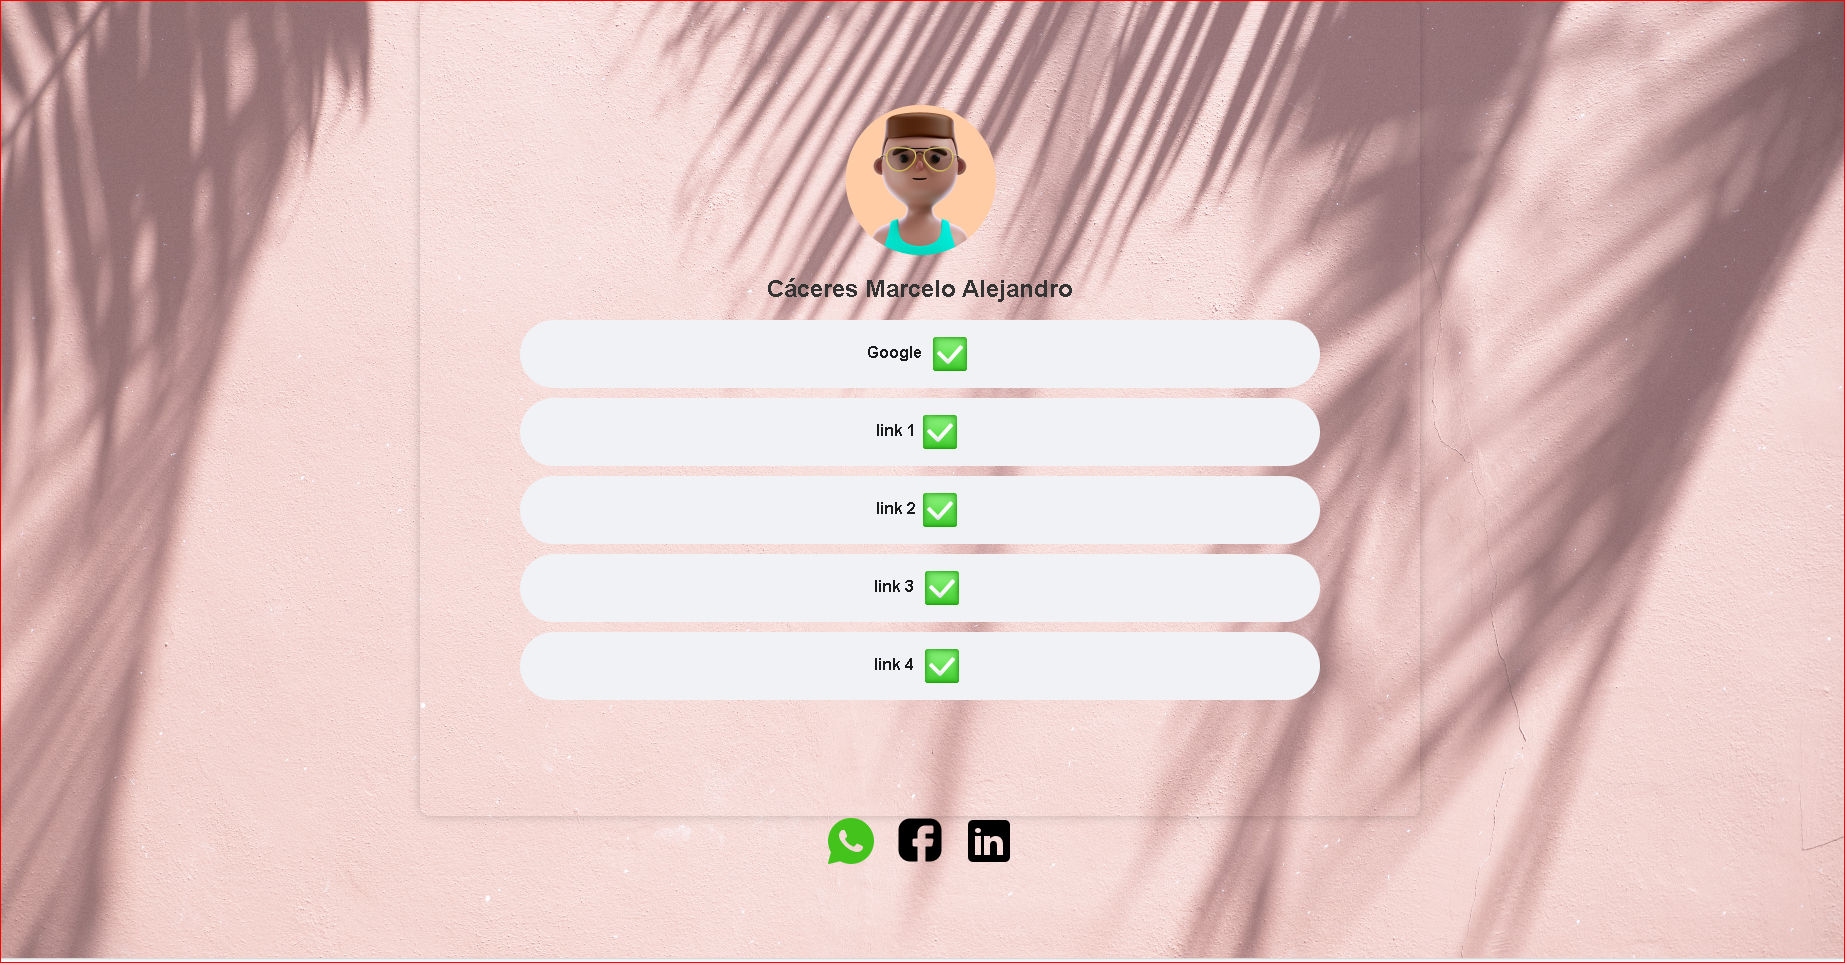 Cáceres Marcelo Alejandro
Google ✅
link 1 ✅
link 2 ✅
link 3 ✅
link 4 ✅